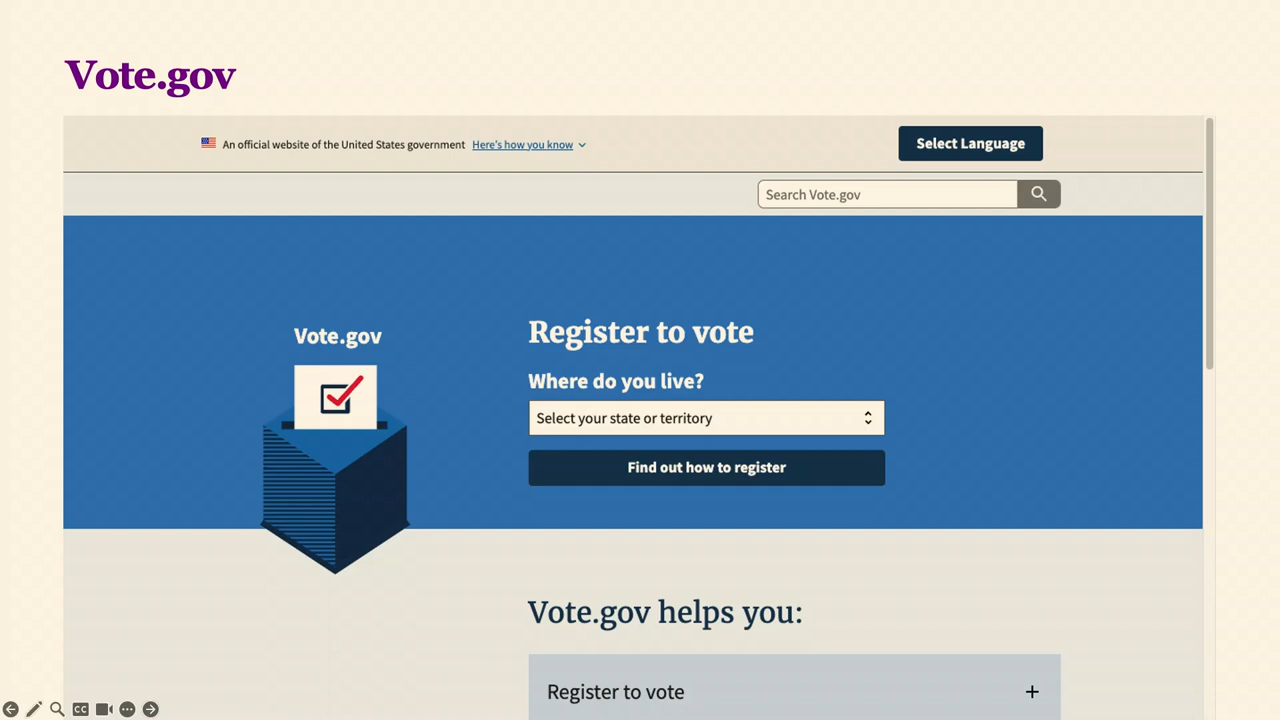 Vote.gov
An official website of the United States government Here's how you know
Select Language
Search Vote.gov
Vote.gov
Register to vote
Where do you live?
Select your state or territory
Find out how to register
Vote.gov helps you:
Register to vote +
CC